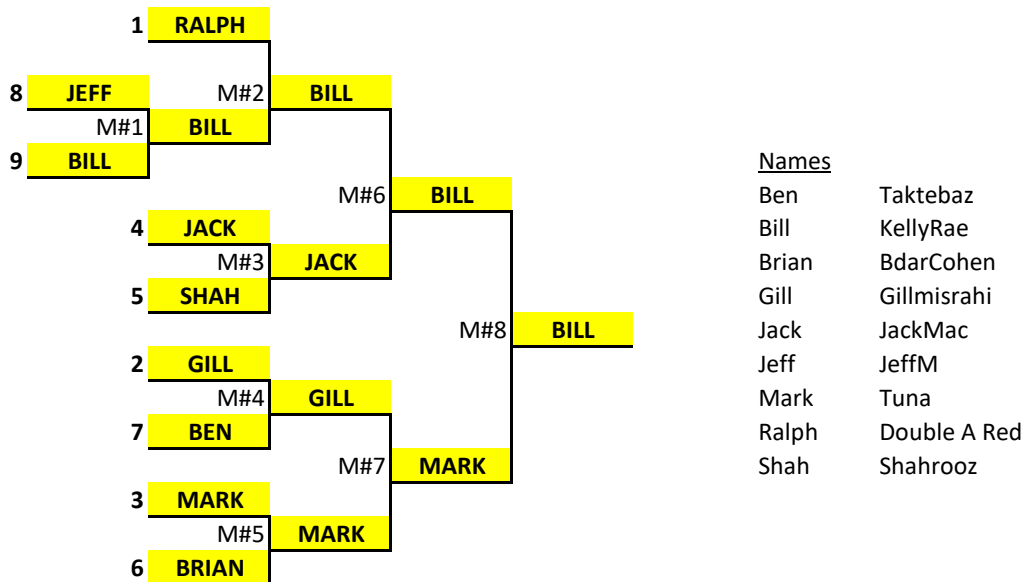 1 RALPH
8 JEFF M#2 BILL
M#1 BILL
9 BILL
Names
M#6 BILL Ben Taktebaz
4 JACK Bill KellyRae
M#3 JACK Brian BdarCohen
5 SHAH Gill Gillmisrahi
M#8 BILL Jack JackMac
2 GILL Jeff JeffM
M#4 GILL Mark Tuna
7 BEN Ralph Double A Red
M#7 MARK Shah Shahrooz
3 MARK
M#5 MARK
6 BRIAN